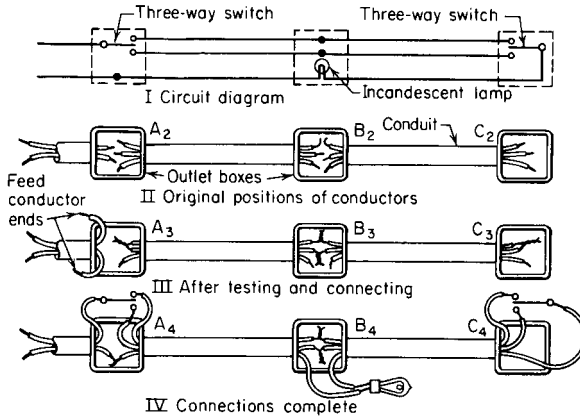 Three-way switch
Three-way switch
I Circuit diagram
Incandescent lamp
A2
B2
Conduit
C2
Feed
conductor
ends
Outlet boxes
II Original positions of conductors
A3
B3
C3
III After testing and connecting
A4
B4
C4
IV Connections complete